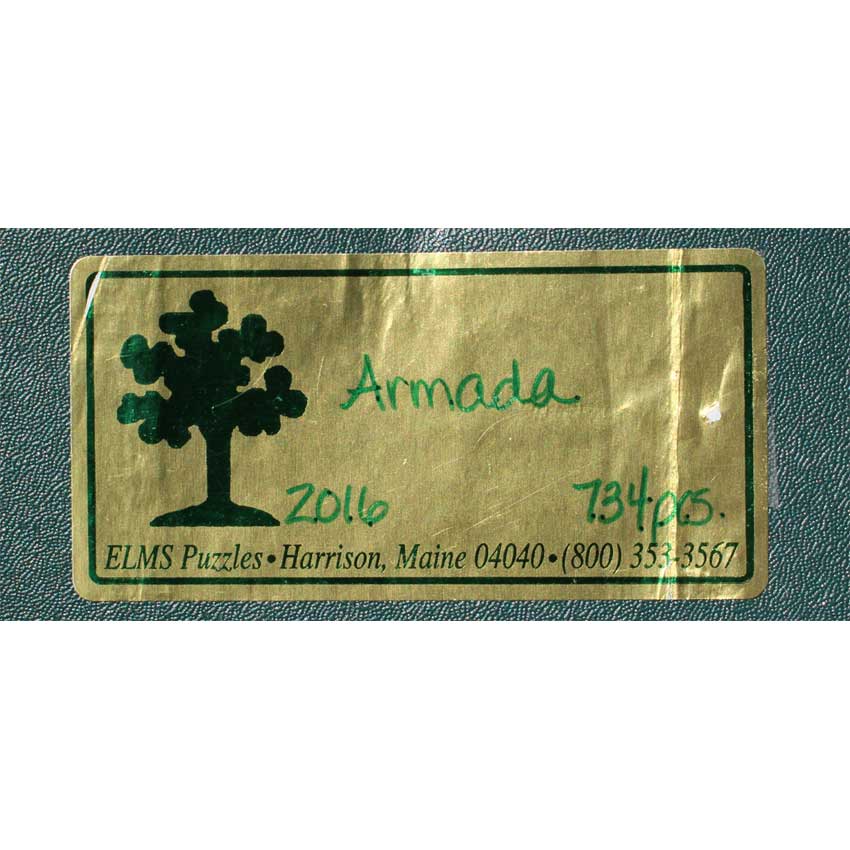 Armada
2016 734 pcs.
ELMS Puzzles • Harrison, Maine 04040 • (800) 353-3567